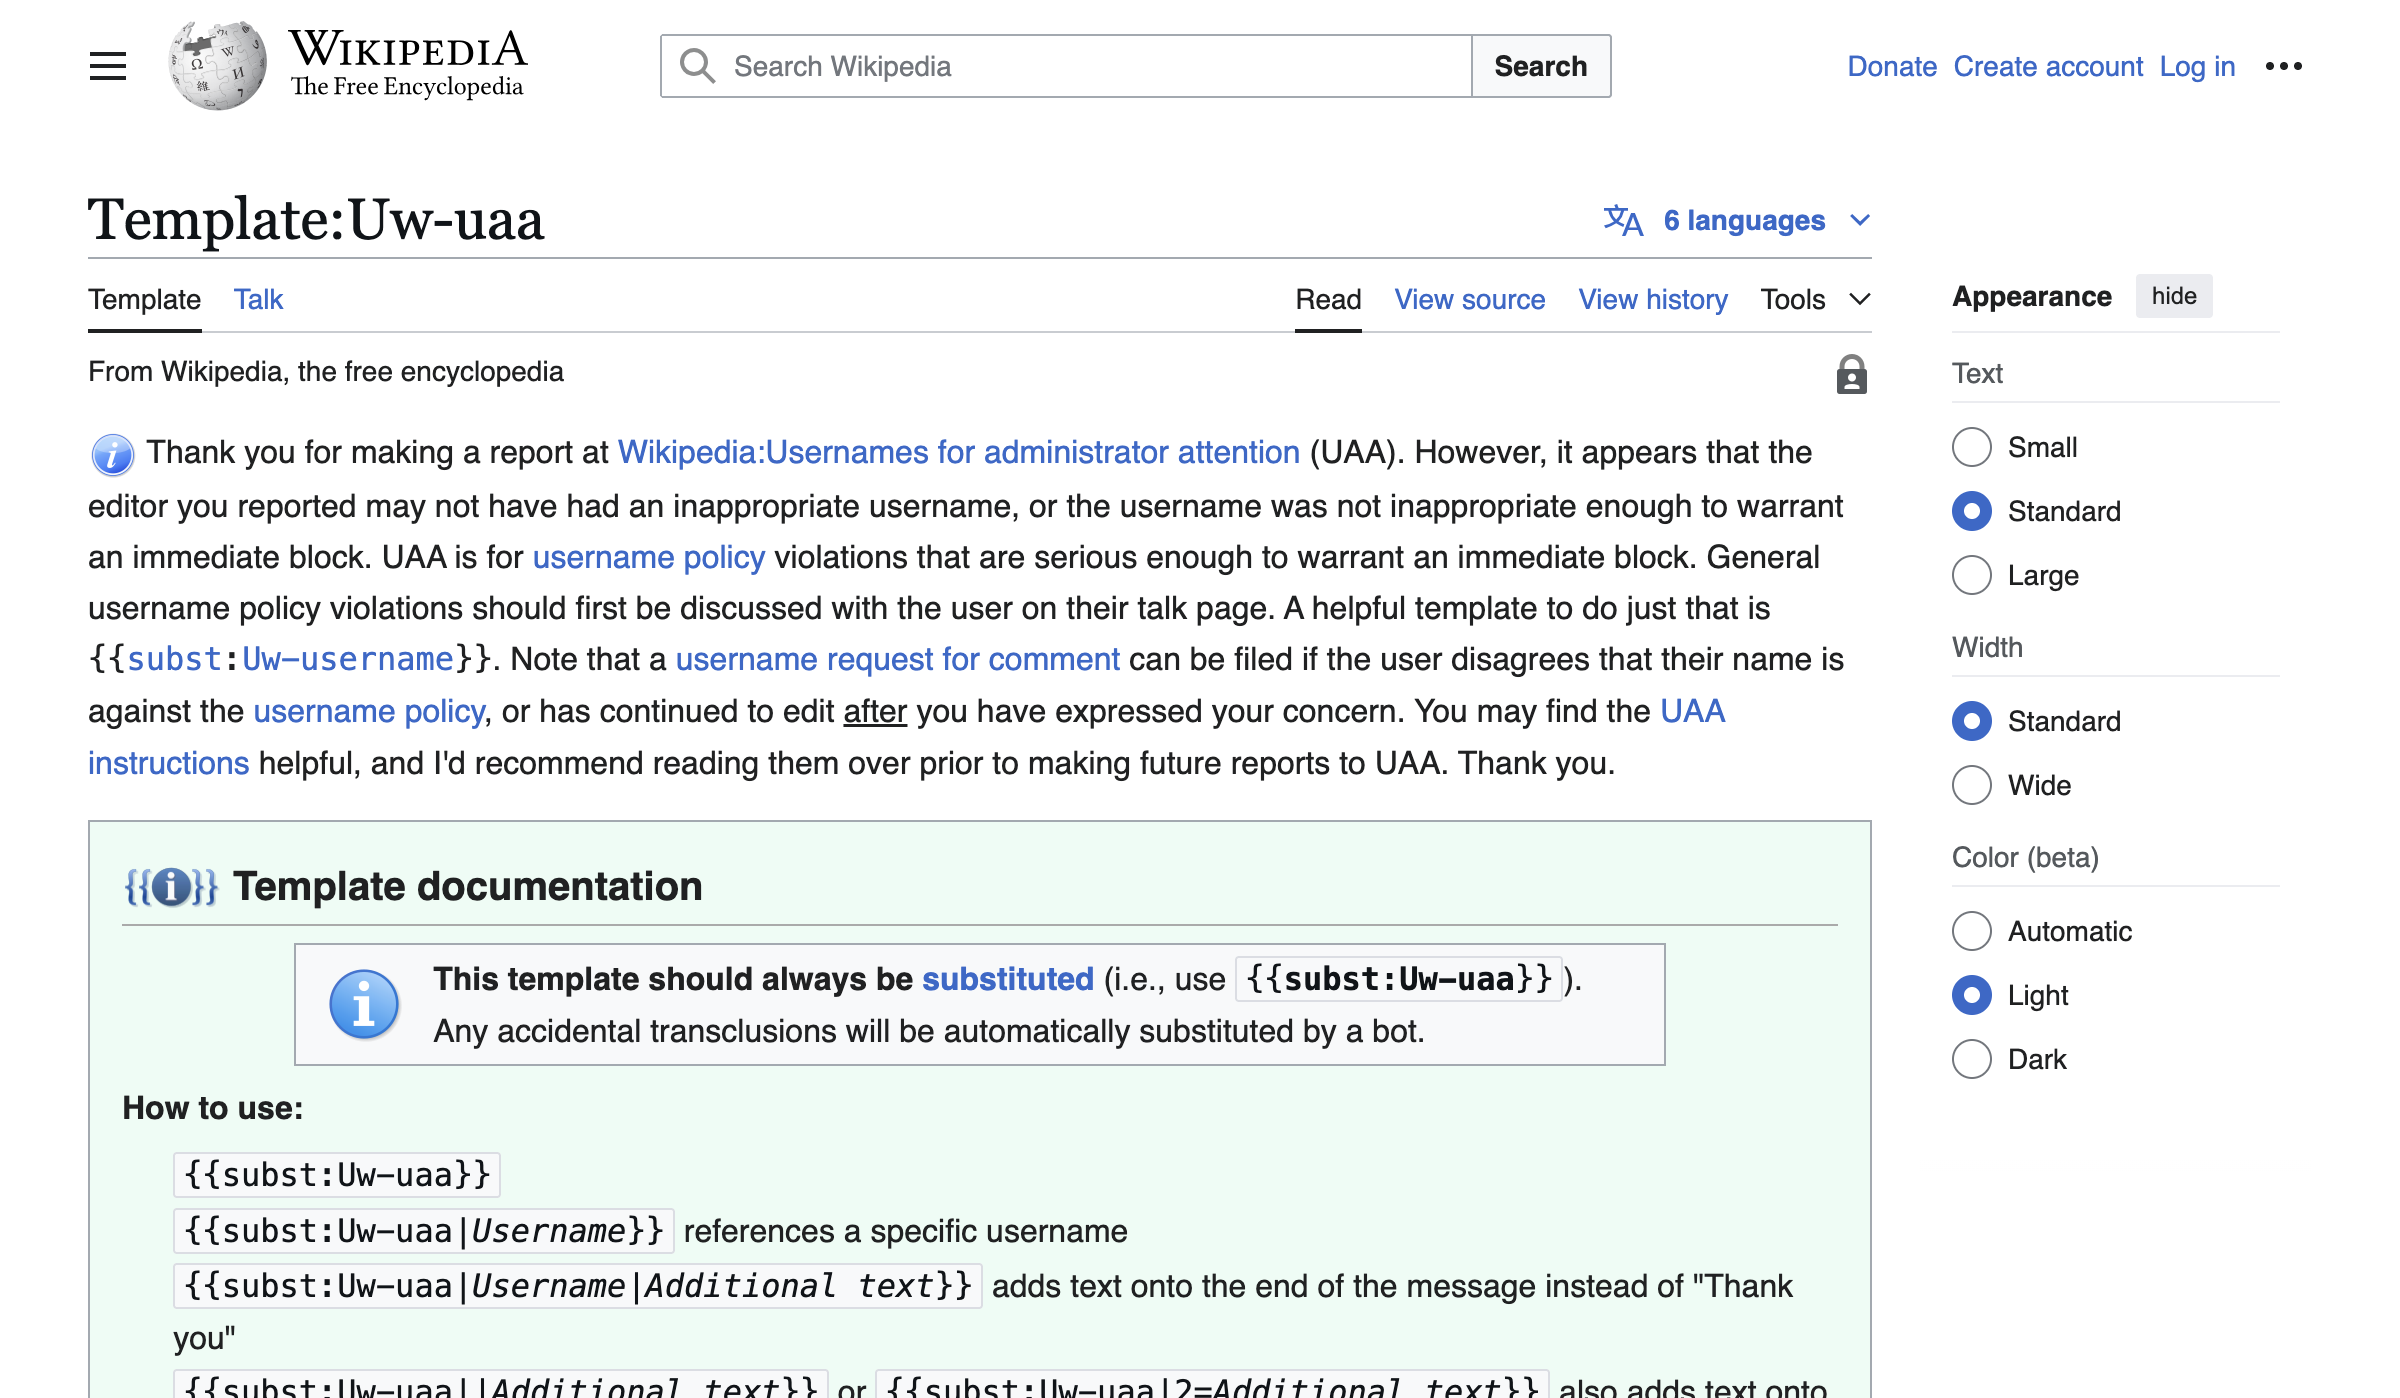 WIKIPEDIA
The Free Encyclopedia
Search Wikipedia
Search
Donate Create account Log in
Template:Uw-uaa
6 languages
Template Talk
Read View source View history Tools
From Wikipedia, the free encyclopedia
Thank you for making a report at Wikipedia:Usernames for administrator attention (UAA). However, it appears that the
editor you reported may not have had an inappropriate username, or the username was not inappropriate enough to warrant
an immediate block. UAA is for username policy violations that are serious enough to warrant an immediate block. General
username policy violations should first be discussed with the user on their talk page. A helpful template to do just that is
{{subst:Uw-username}}. Note that a username request for comment can be filed if the user disagrees that their name is
against the username policy, or has continued to edit after you have expressed your concern. You may find the UAA
instructions helpful, and I'd recommend reading them over prior to making future reports to UAA. Thank you.
Template documentation
This template should always be substituted (i.e., use {{subst:Uw-uaa}}).
Any accidental transclusions will be automatically substituted by a bot.
How to use:
{{subst:Uw-uaa}}
{{subst:Uw-uaa|Username}} references a specific username
{{subst:Uw-uaa|Username|Additional text}} adds text onto the end of the message instead of "Thank
you"
{{subst:Uw-uaa||Additional text}} or {{subst:Uw-uaa|2=Additional text}} also adds text onto
Appearance hide
Text
Small
Standard
Large
Width
Standard
Wide
Color (beta)
Automatic
Light
Dark